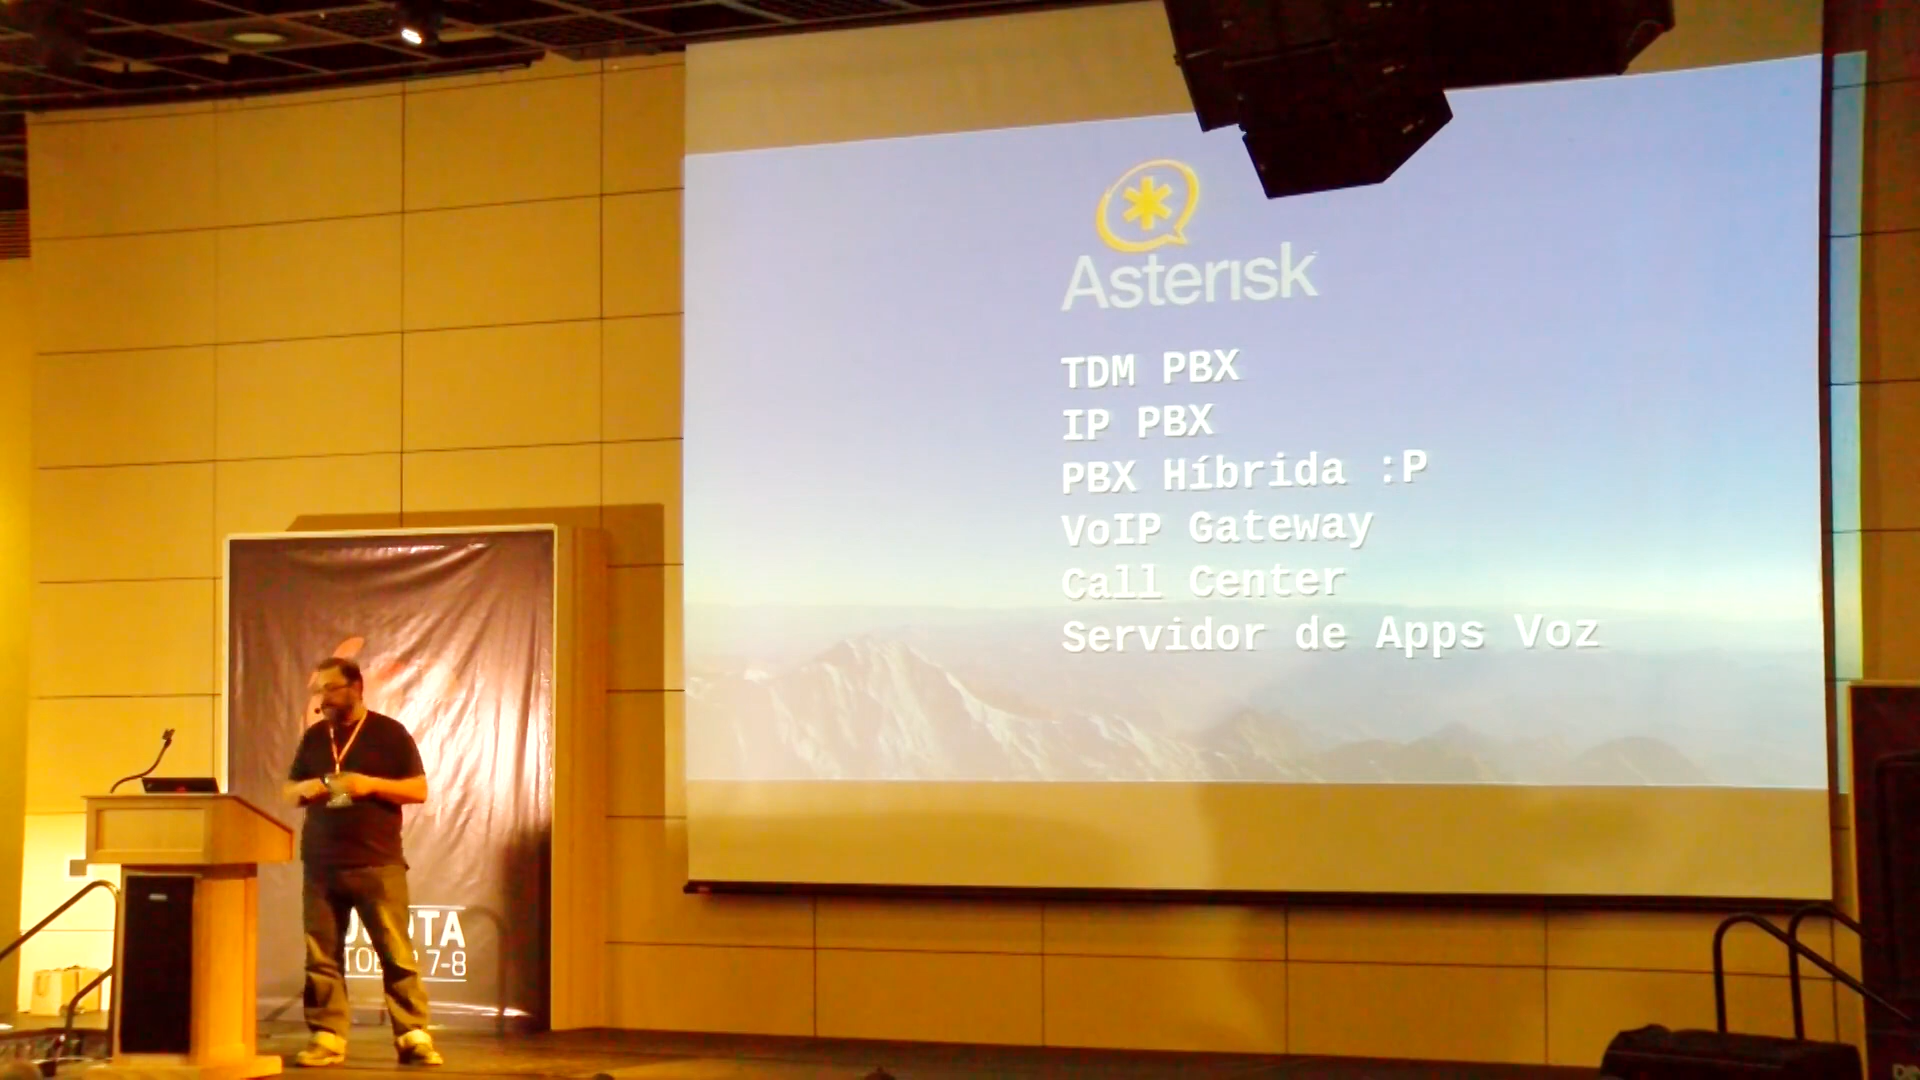 Asterisk
TDM PBX
IP PBX
PBX Híbrida :P
VoIP Gateway
Call Center
Servidor de Apps Voz
7-8